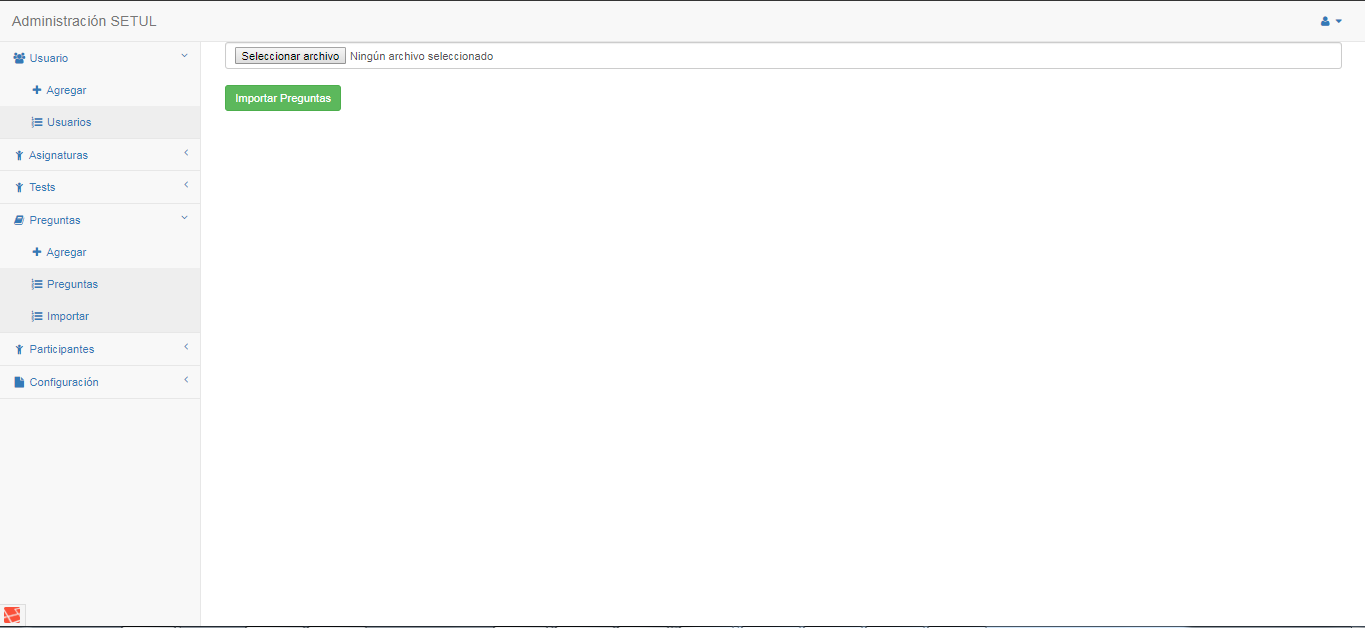 Administración SETUL
Usuario
Agregar
Usuarios
Asignaturas
Tests
Preguntas
Agregar
Preguntas
Importar
Participantes
Configuración
Seleccionar archivo Ningún archivo seleccionado
Importar Preguntas